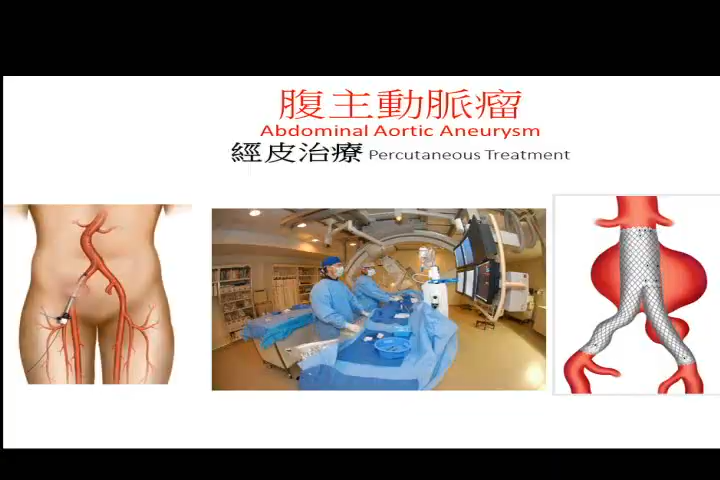 腹主動脈瘤
Abdominal Aortic Aneurysm
經皮治療 Percutaneous Treatment